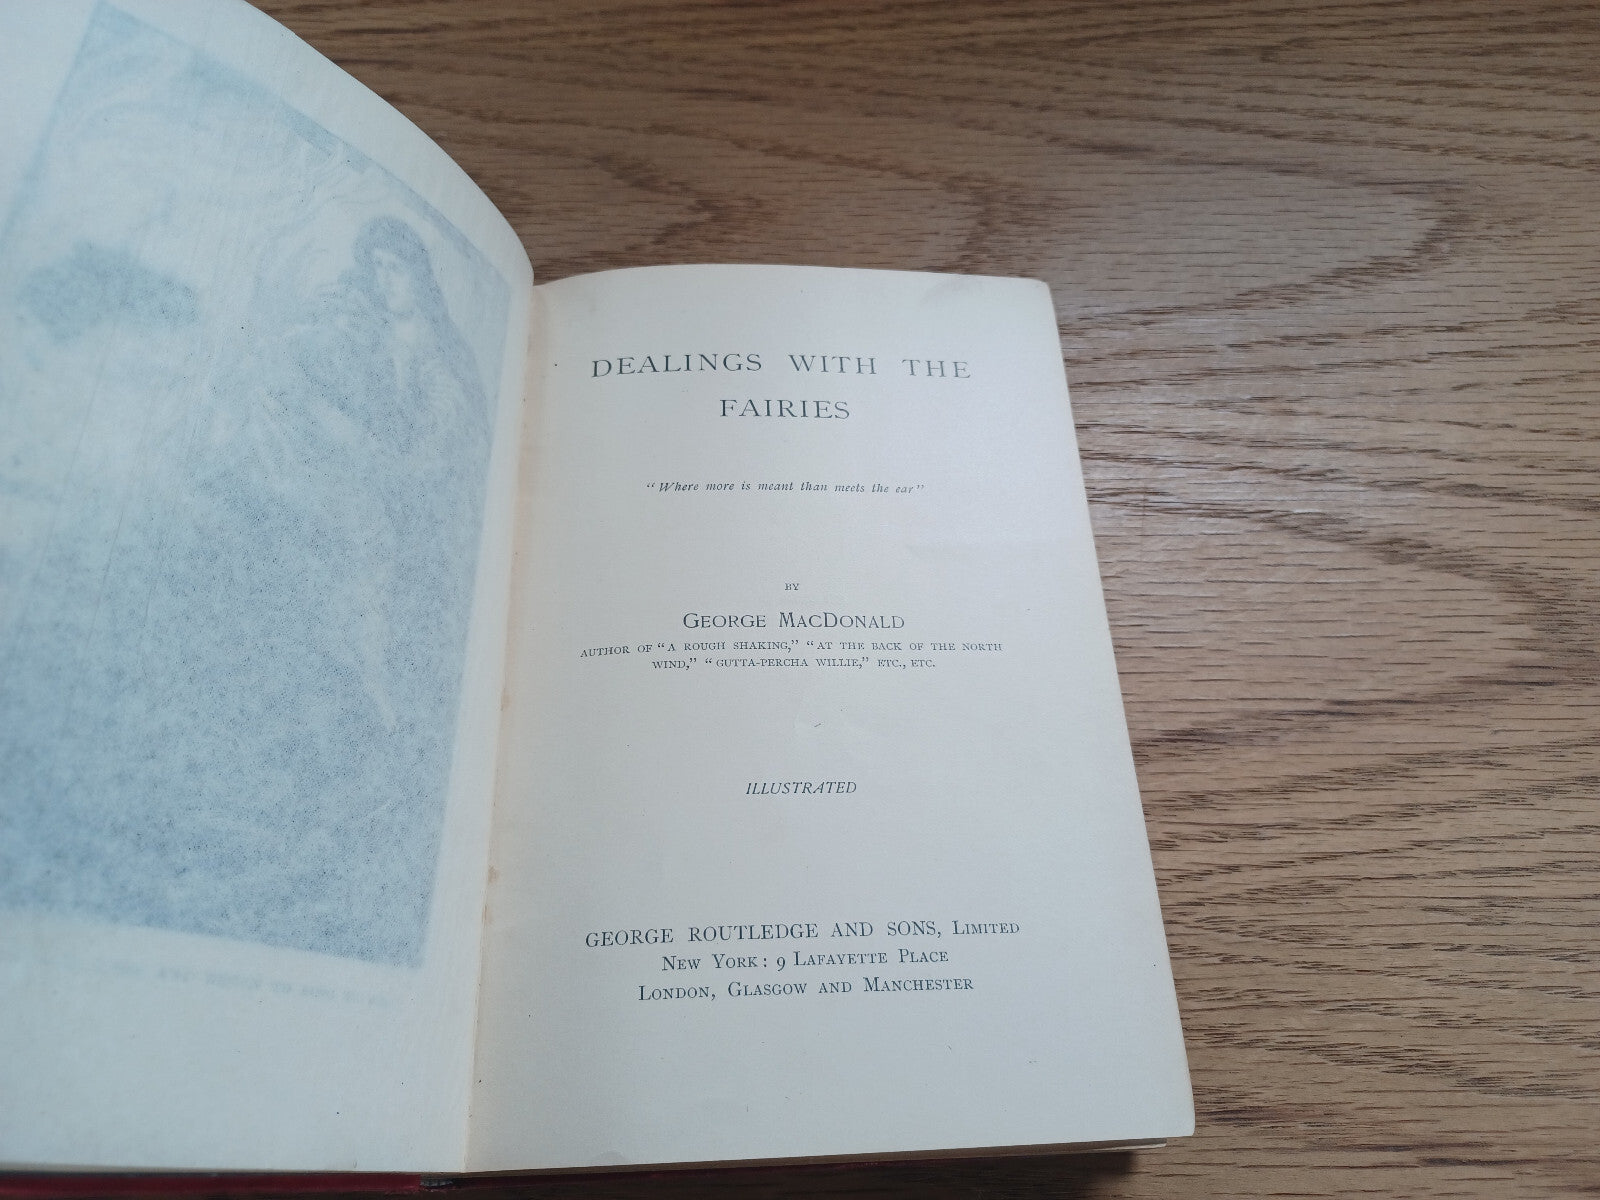 DEALINGS WITH THE
FAIRIES
"Where more is meant than meets the ear"
BY
GEORGE MACDONALD
AUTHOR OF "A ROUGH SHAKING," "AT THE BACK OF THE NORTH
WIND," "GUTTA-PERCHA WILLIE," ETC., ETC.
ILLUSTRATED
GEORGE ROUTLEDGE AND SONS, LIMITED
NEW YORK: 9 LAFAYETTE PLACE
LONDON, GLASGOW AND MANCHESTER